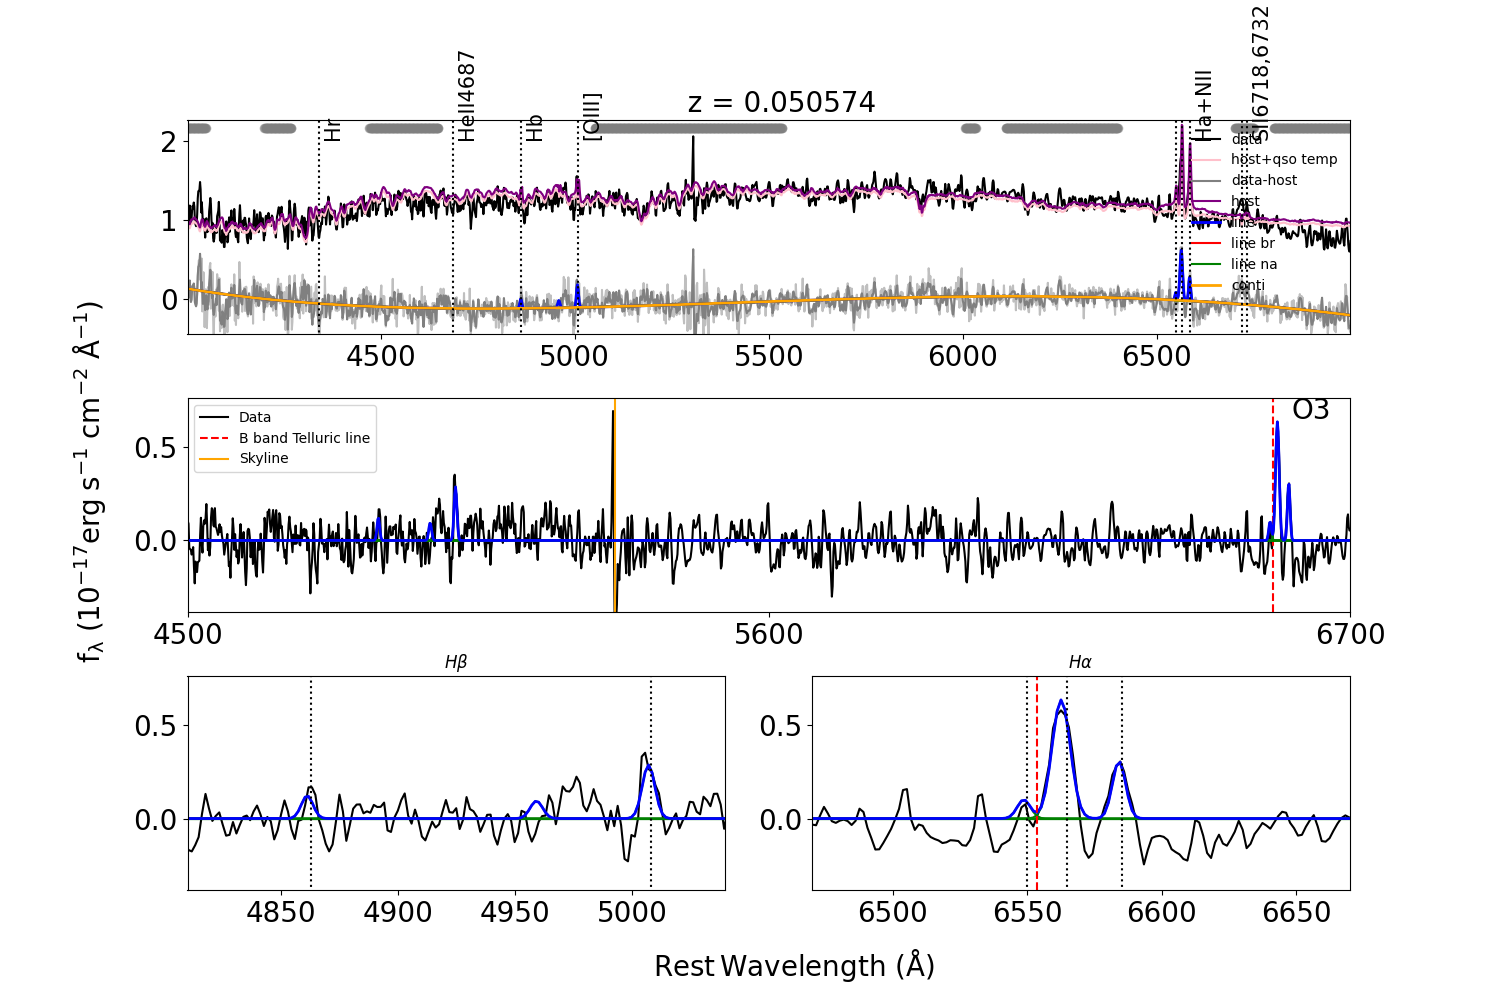 z = 0.050574
Hr
HeII4687
Hb
[OIII]
Ha+NII
SII6718,6732
data
host+qso temp
data-host
host
line
line br
line na
conti
2
1
0
4500 5000 5500 6000 6500
fλ (10⁻¹⁷erg s⁻¹ cm⁻² Å⁻¹)
Data
B band Telluric line
Skyline
O3
0.5
0.0
4500 5600 6700
Hβ
0.5
0.0
4850 4900 4950 5000
Hα
0.5
0.0
6500 6550 6600 6650
Rest Wavelength (Å)